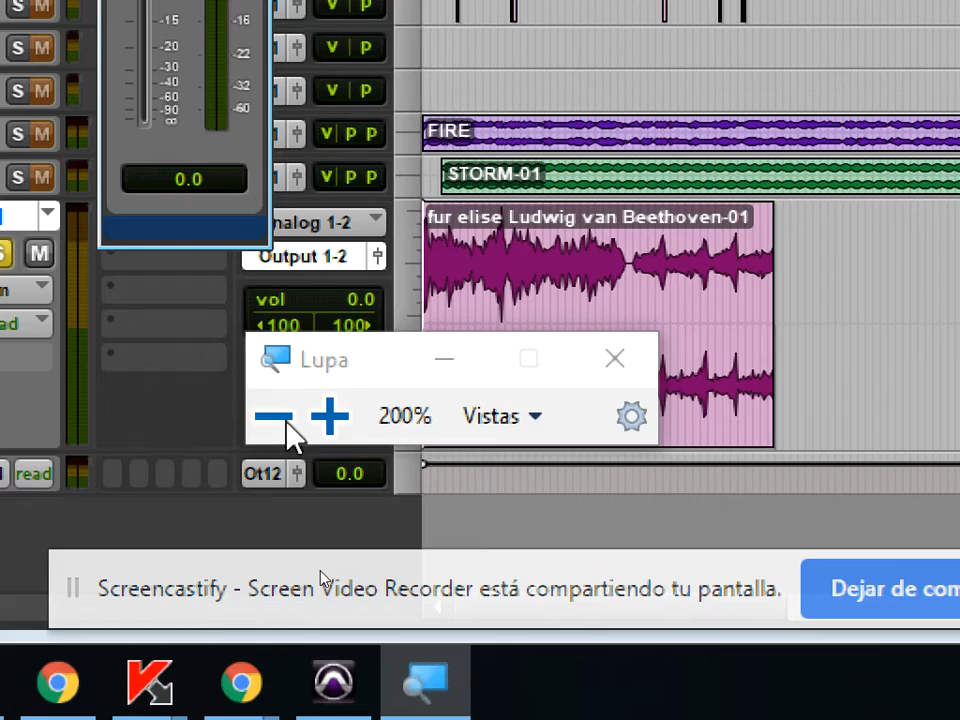 V P
-15
-16
-20
-22
S M
V P
-30
-40
-32
-60
S M
V P
-90
-60
∞
S M
V P P
FIRE
S M
V P P
STORM-01
0.0
nalog 1-2
fur elise Ludwig van Beethoven-01
S M
Output 1-2
vol 0.0
100 100
ead
Lupa
200% Vistas
read
Ot12
0.0
Screencastify - Screen Video Recorder está compartiendo tu pantalla.
Dejar de com